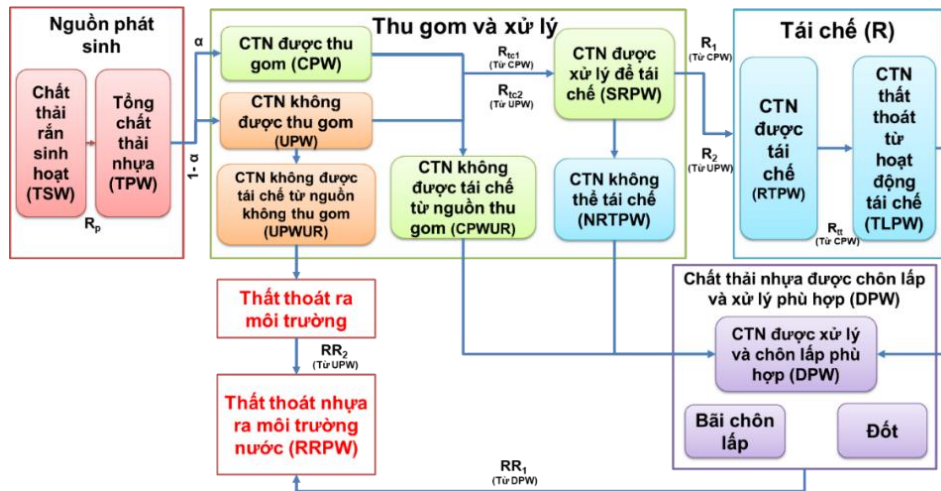 Nguồn phát
sinh
Chất
thải
rắn
sinh
hoạt
(TSW)
Tổng
chất
thải
nhựa
(TPW)
Rp
α
1- α
Thu gom và xử lý
CTN được thu
gom (CPW)
CTN không
được thu gom
(UPW)
CTN không được
tái chế từ nguồn
không thu gom
(UPWUR)
Rtc1
(Từ CPW)
Rtc2
(Từ UPW)
CTN được
xử lý để tái
chế (SRPW)
CTN không
được tái chế
từ nguồn thu
gom (CPWUR)
CTN không
thể tái chế
(NRTPW)
R1
(Từ CPW)
R2
(Từ UPW)
Tái chế (R)
CTN
được
tái
chế
(RTPW)
CTN
thất
thoát
từ
hoạt
động
tái chế
(TLPW)
Rtt
(Từ CPW)
Thất thoát ra
môi trường
RR2
(Từ UPW)
Thất thoát nhựa
ra môi trường
nước (RRPW)
Chất thải nhựa được chôn lấp
và xử lý phù hợp (DPW)
CTN được xử lý
và chôn lấp phù
hợp (DPW)
Bãi chôn
lấp
Đốt
RR1
(Từ DPW)